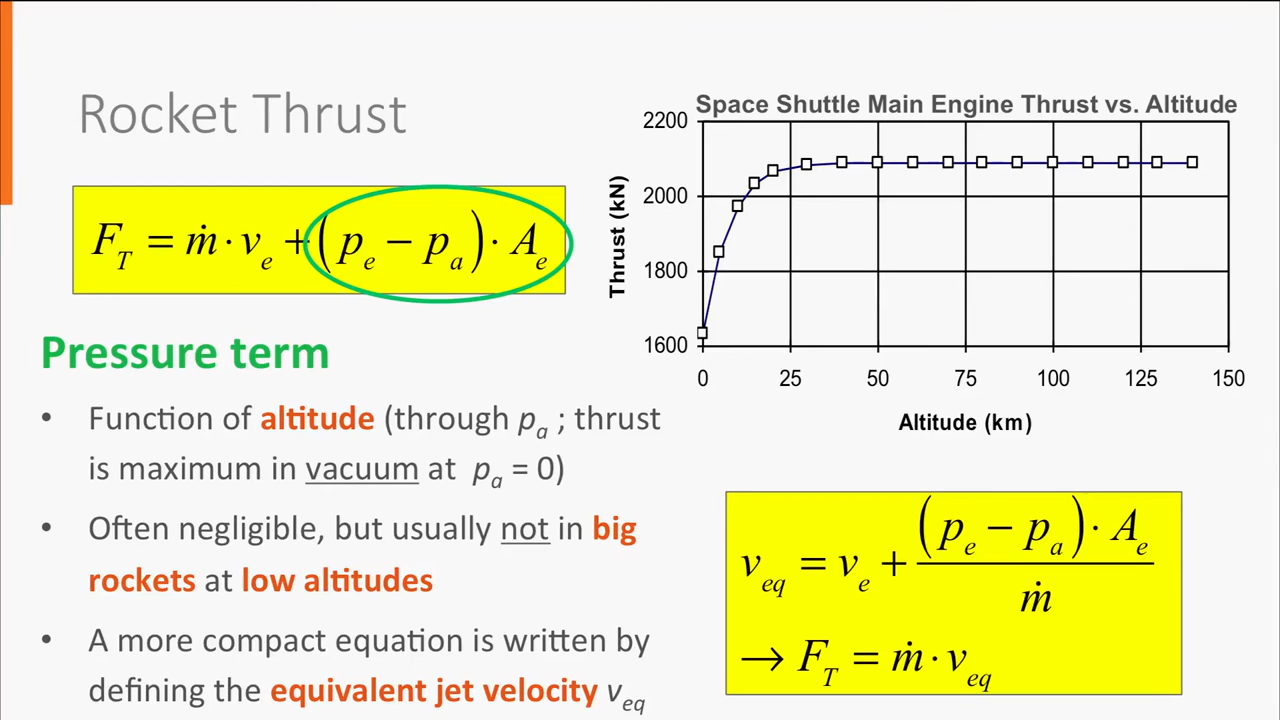 Rocket Thrust
F_T = ṁ · v_e + (p_e − p_a) · A_e
Pressure term
• Function of altitude (through p_a ; thrust
is maximum in vacuum at p_a = 0)
• Often negligible, but usually not in big
rockets at low altitudes
• A more compact equation is written by
defining the equivalent jet velocity v_eq
Space Shuttle Main Engine Thrust vs. Altitude
Thrust (kN)
2200
2000
1800
1600
0 25 50 75 100 125 150
Altitude (km)
v_eq = v_e + (p_e − p_a) · A_e / ṁ
→ F_T = ṁ · v_eq